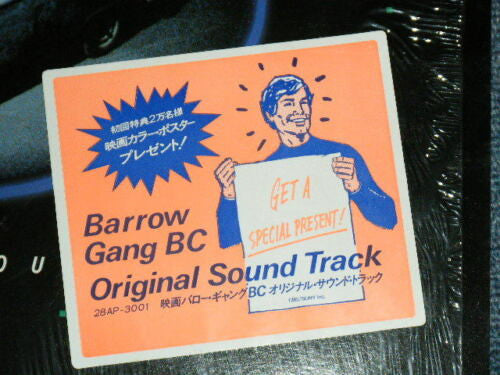 初回特典2万名様
映画カラー・ポスター
プレゼント!
GET A
SPECIAL PRESENT!
Barrow
Gang BC
Original Sound Track
28AP-3001 映画バロー・ギャングBC オリジナル・サウンド・トラック
OU